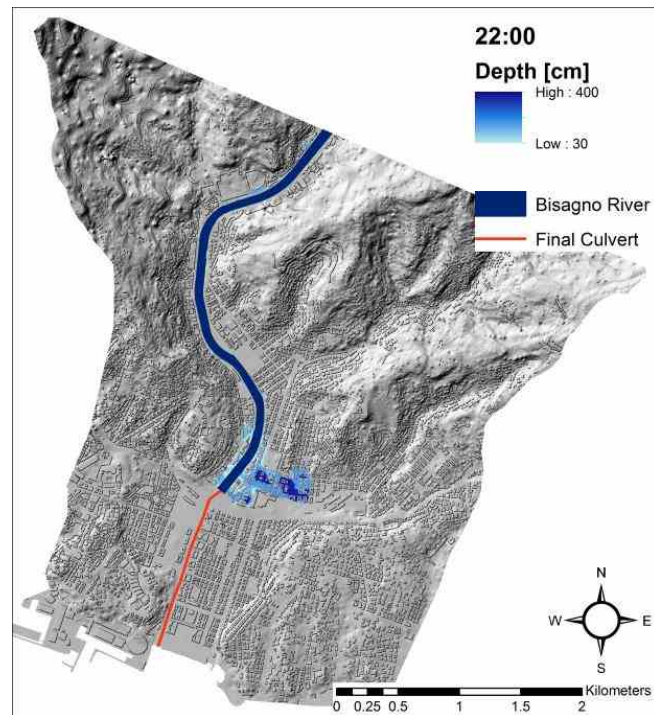 22:00
Depth [cm]
High : 400
Low : 30
Bisagno River
Final Culvert
N
W E
S
Kilometers
0 0.25 0.5 1 1.5 2